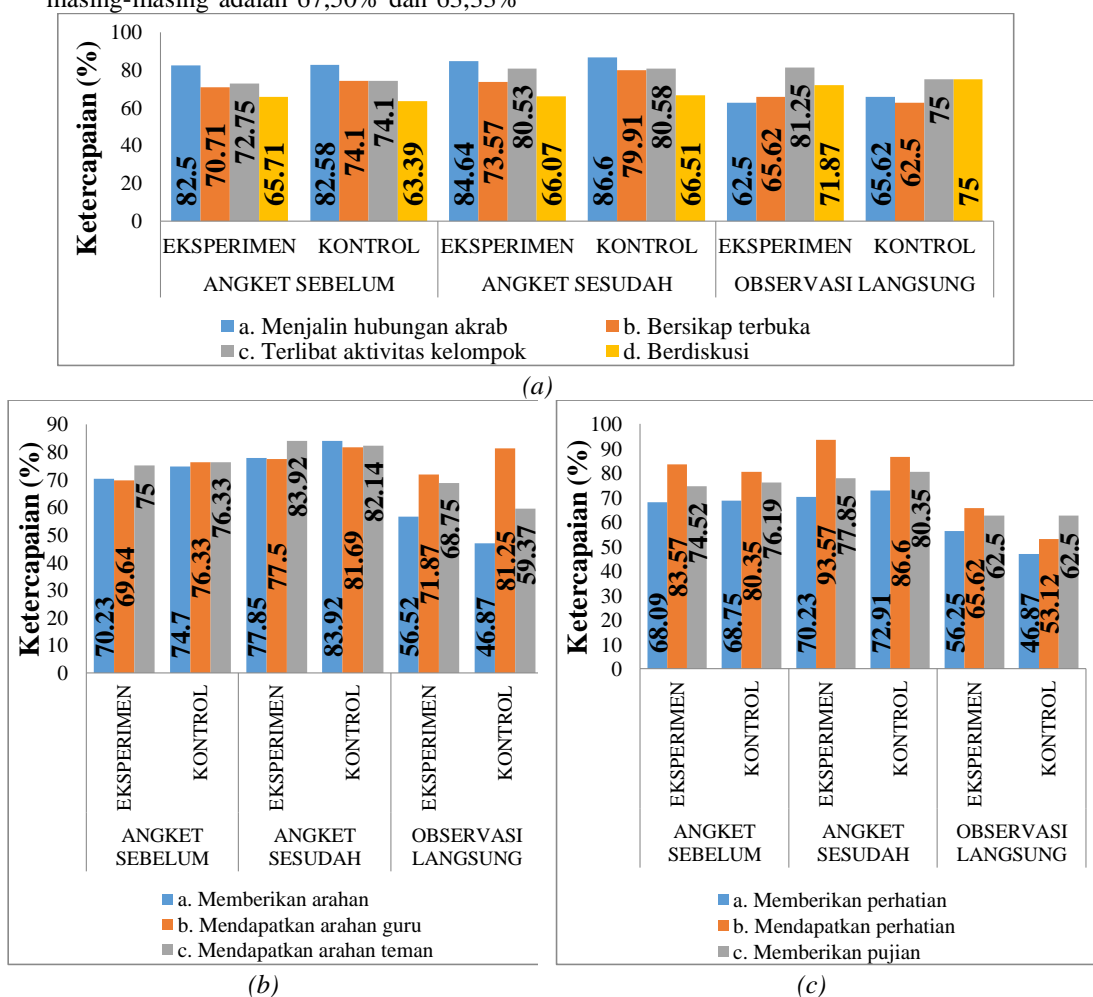 masing-masing adalah 67,50% dan 63,33%
Ketercapaian (%)
100
80
60
40
20
0
82.5 70.71 72.75 65.71 82.58 74.1 74.1 63.39 84.64 73.57 80.53 66.07 86.6 79.91 80.58 66.51 62.5 65.62 81.25 71.87 65.62 62.5 75 75
EKSPERIMEN KONTROL EKSPERIMEN KONTROL EKSPERIMEN KONTROL
ANGKET SEBELUM ANGKET SESUDAH OBSERVASI LANGSUNG
a. Menjalin hubungan akrab b. Bersikap terbuka
c. Terlibat aktivitas kelompok d. Berdiskusi
(a)
Ketercapaian (%)
90
80
70
60
50
40
30
20
10
0
70.23 69.64 75 74.7 76.33 76.33 77.85 77.5 83.92 83.92 81.69 82.14 56.52 71.87 68.75 46.87 81.25 59.37
EKSPERIMEN KONTROL EKSPERIMEN KONTROL EKSPERIMEN KONTROL
ANGKET SEBELUM ANGKET SESUDAH OBSERVASI LANGSUNG
a. Memberikan arahan
b. Mendapatkan arahan guru
c. Mendapatkan arahan teman
(b)
Ketercapaian (%)
100
90
80
70
60
50
40
30
20
10
0
68.09 83.57 74.52 68.75 80.35 76.19 70.23 93.57 77.85 72.91 86.6 80.35 56.25 65.62 62.5 46.87 53.12 62.5
EKSPERIMEN KONTROL EKSPERIMEN KONTROL EKSPERIMEN KONTROL
ANGKET SEBELUM ANGKET SESUDAH OBSERVASI LANGSUNG
a. Memberikan perhatian
b. Mendapatkan perhatian
c. Memberikan pujian
(c)